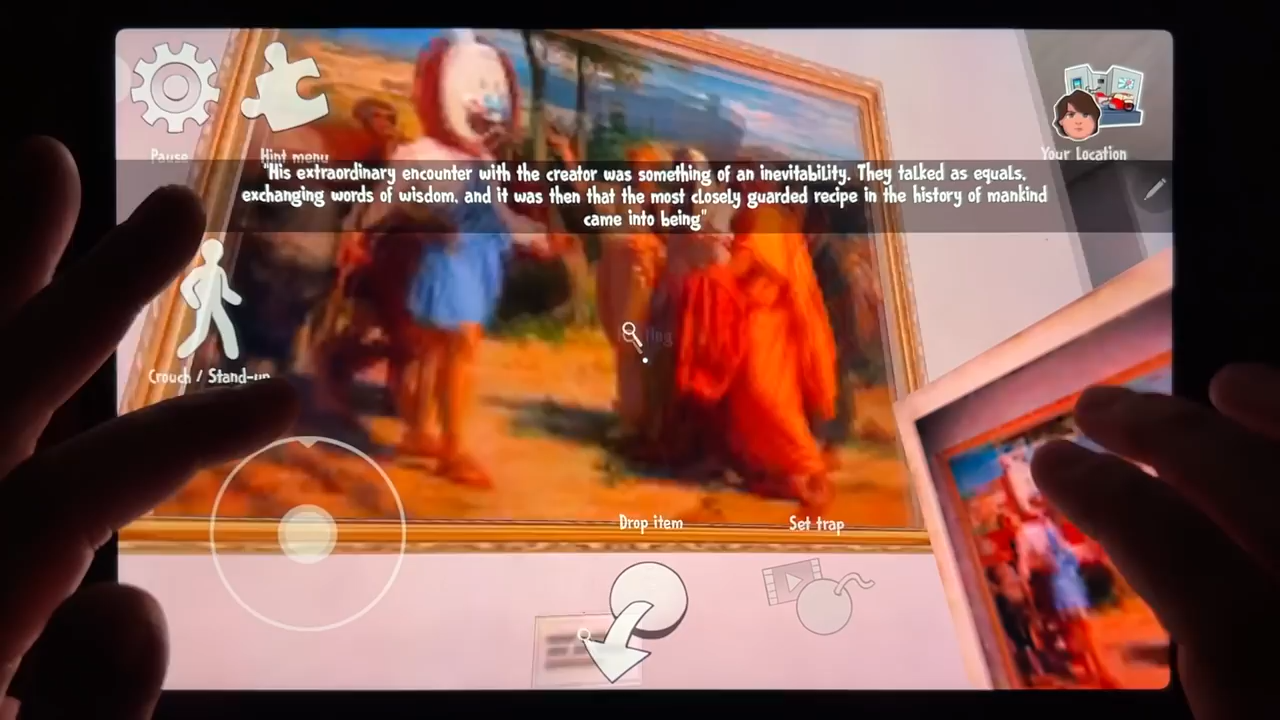 Pause
Hint menu
Your Location
"His extraordinary encounter with the creator was something of an inevitability. They talked as equals,
exchanging words of wisdom, and it was then that the most closely guarded recipe in the history of mankind
came into being"
Crouch / Stand-up
Drop item
Set trap